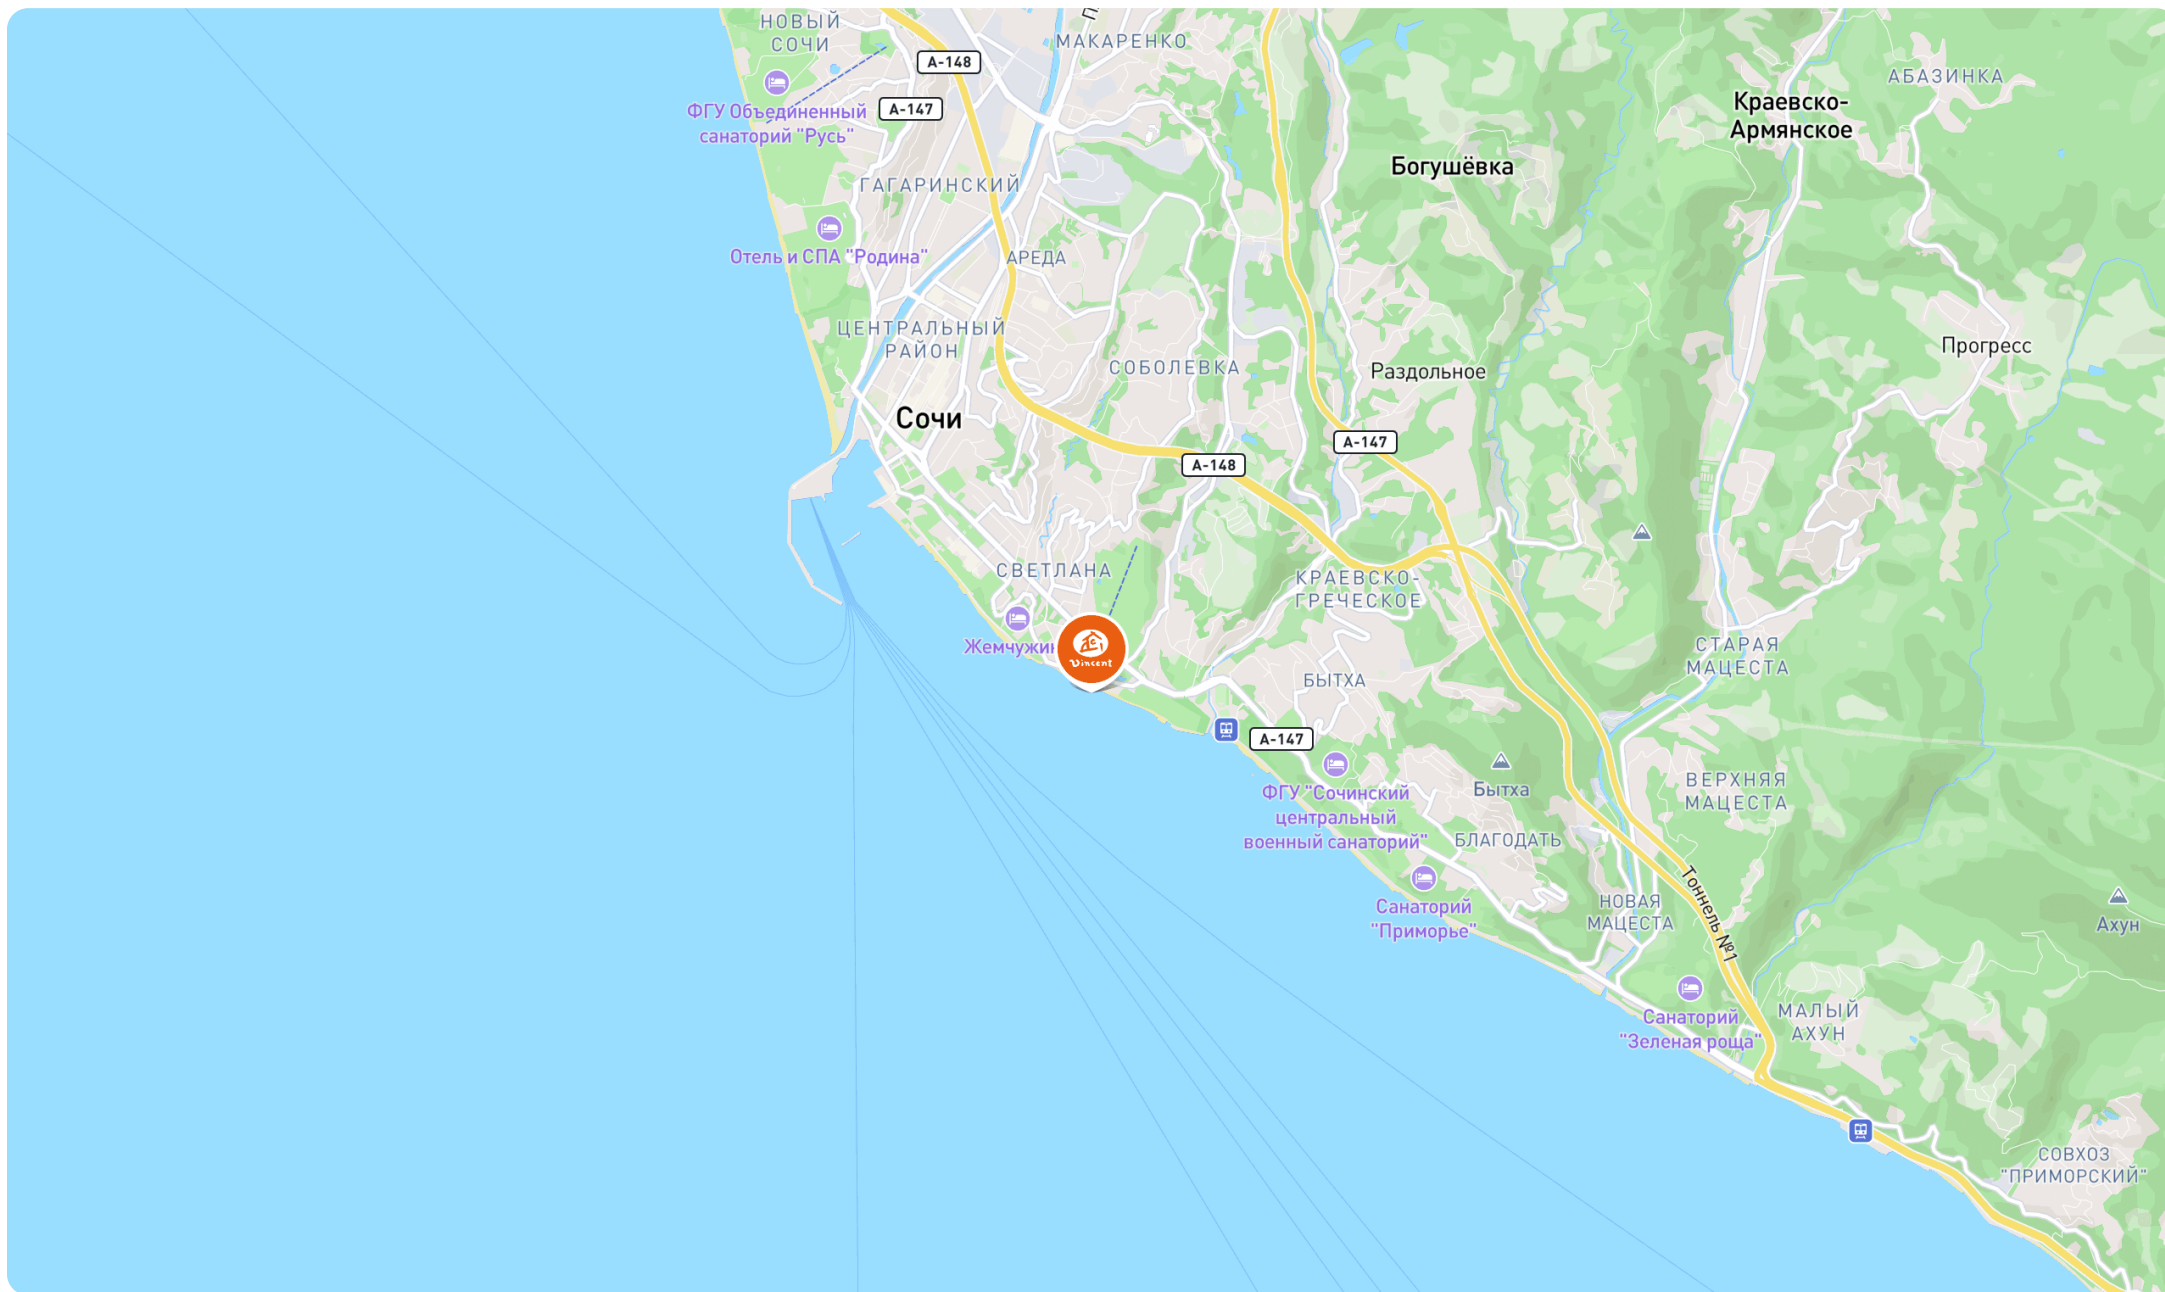 НОВЫЙ
СОЧИ
МАКАРЕНКО
А-148
АБАЗИНКА
Краевско-
Армянское
А-147
ФГУ Объединенный
санаторий "Русь"
Богушёвка
ГАГАРИНСКИЙ
Отель и СПА "Родина"
АРЕДА
ЦЕНТРАЛЬНЫЙ
РАЙОН
Прогресс
СОБОЛЕВКА
Раздольное
Сочи
А-147
А-148
СВЕТЛАНА
КРАЕВСКО-
ГРЕЧЕСКОЕ
Жемчужин
Vincent
СТАРАЯ
МАЦЕСТА
БЫТХА
А-147
ФГУ "Сочинский
центральный
военный санаторий"
Бытха
ВЕРХНЯЯ
МАЦЕСТА
БЛАГОДАТЬ
Тоннель №1
Санаторий
"Приморье"
НОВАЯ
МАЦЕСТА
Ахун
Санаторий
"Зеленая роща"
МАЛЫЙ
АХУН
СОВХОЗ
"ПРИМОРСКИЙ"